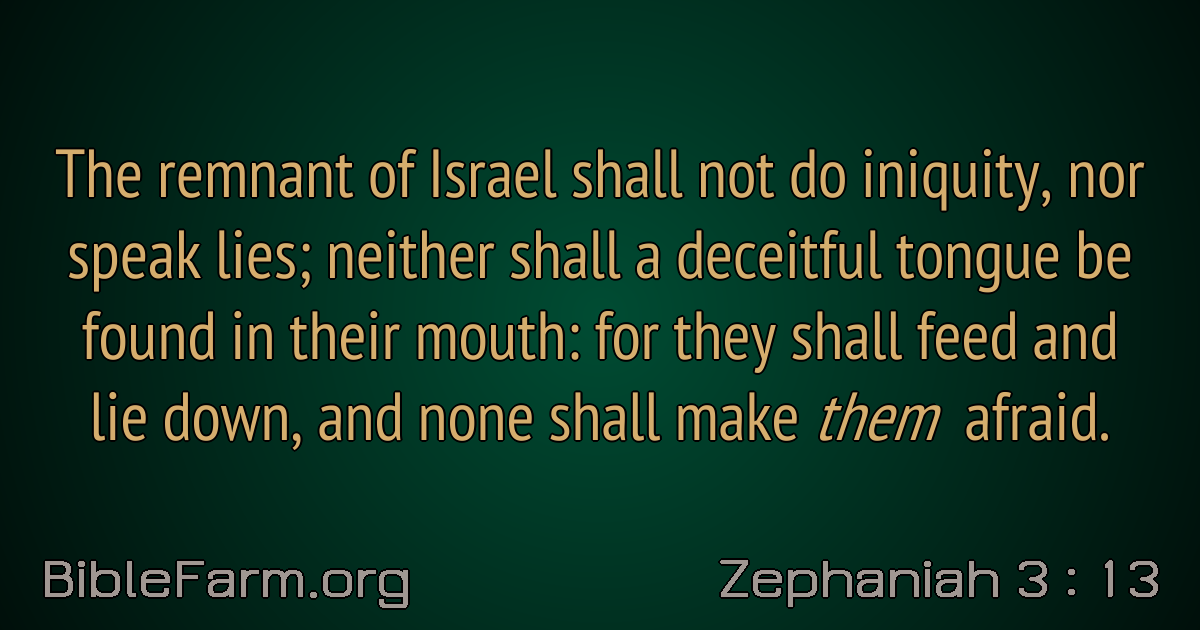 The remnant of Israel shall not do iniquity, nor
speak lies; neither shall a deceitful tongue be
found in their mouth: for they shall feed and
lie down, and none shall make them afraid.
BibleFarm.org
Zephaniah 3 : 13